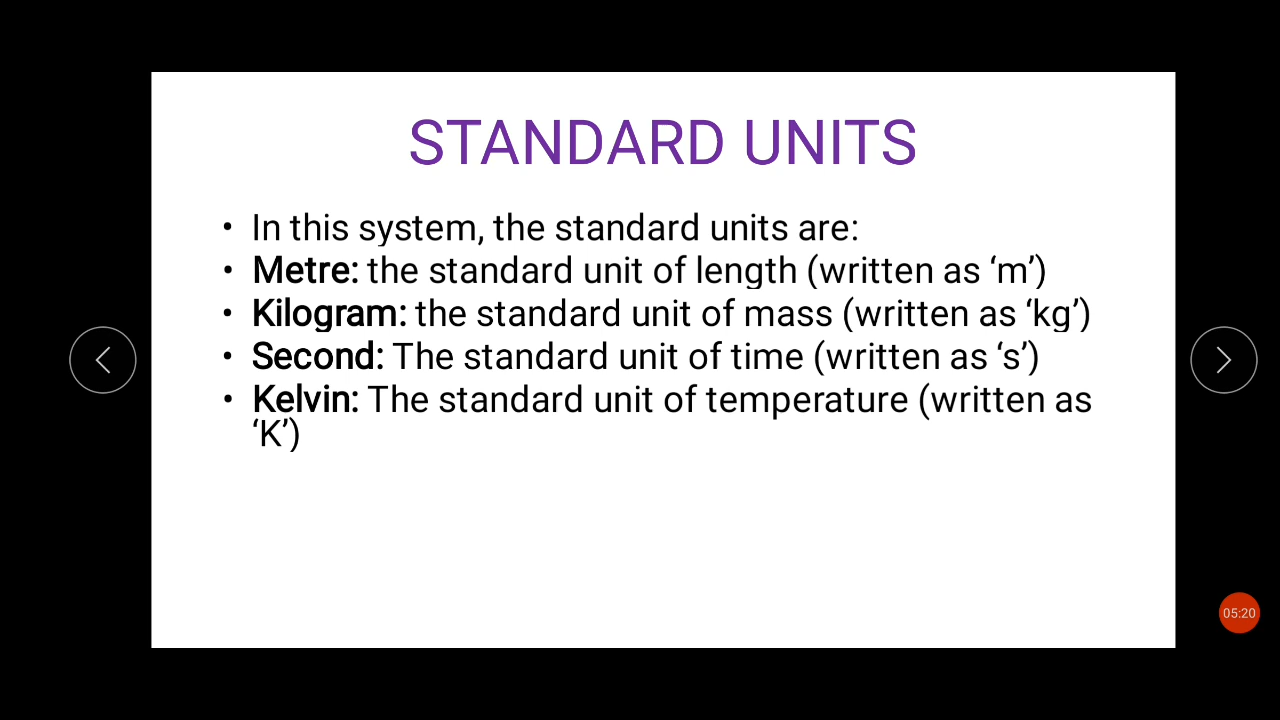 STANDARD UNITS
• In this system, the standard units are:
• Metre: the standard unit of length (written as ‘m’)
• Kilogram: the standard unit of mass (written as ‘kg’)
• Second: The standard unit of time (written as ‘s’)
• Kelvin: The standard unit of temperature (written as
‘K’)
05:20